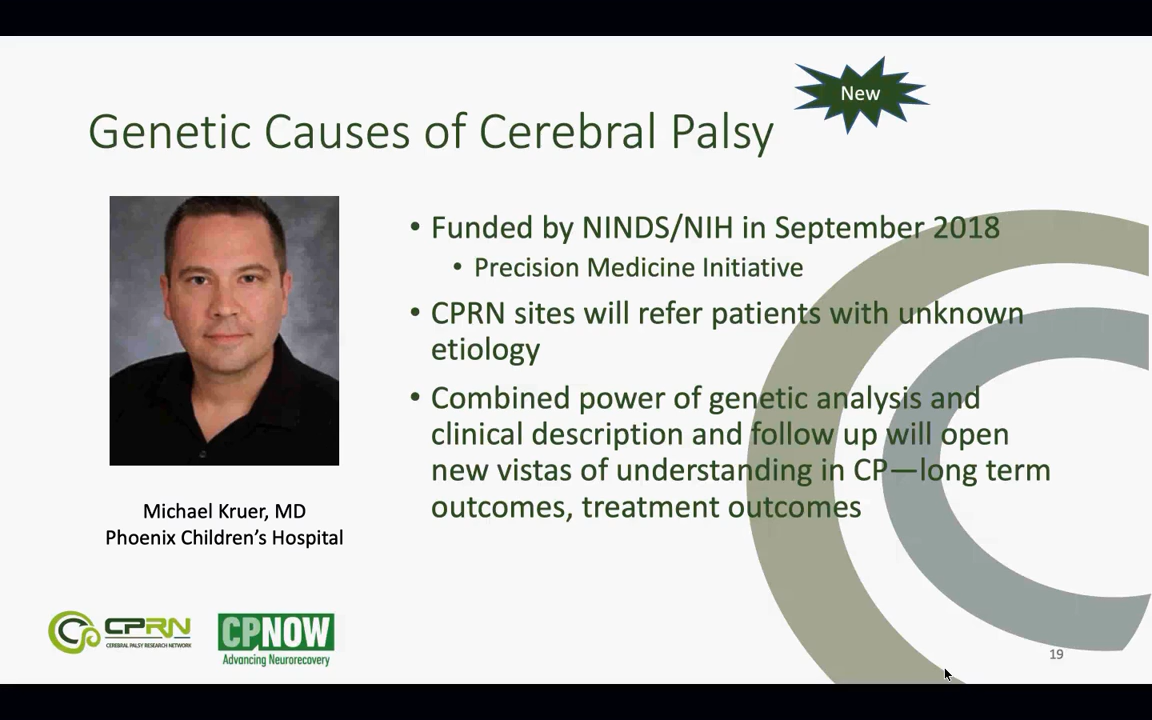 New
Genetic Causes of Cerebral Palsy
• Funded by NINDS/NIH in September 2018
• Precision Medicine Initiative
• CPRN sites will refer patients with unknown
etiology
• Combined power of genetic analysis and
clinical description and follow up will open
new vistas of understanding in CP—long term
outcomes, treatment outcomes
Michael Kruer, MD
Phoenix Children’s Hospital
CPRN
CEREBRAL PALSY RESEARCH NETWORK
CPNOW
Advancing Neurorecovery
19